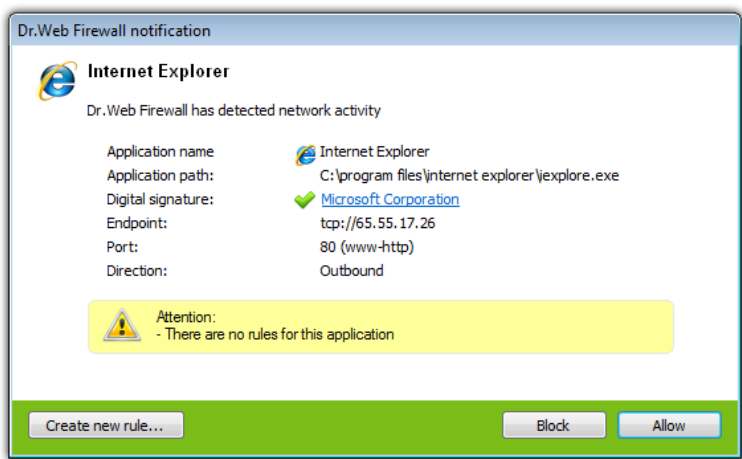 Dr.Web Firewall notification
Internet Explorer
Dr.Web Firewall has detected network activity
Application name Internet Explorer
Application path: C:\program files\internet explorer\iexplore.exe
Digital signature: Microsoft Corporation
Endpoint: tcp://65.55.17.26
Port: 80 (www-http)
Direction: Outbound
Attention:
- There are no rules for this application
Create new rule... Block Allow